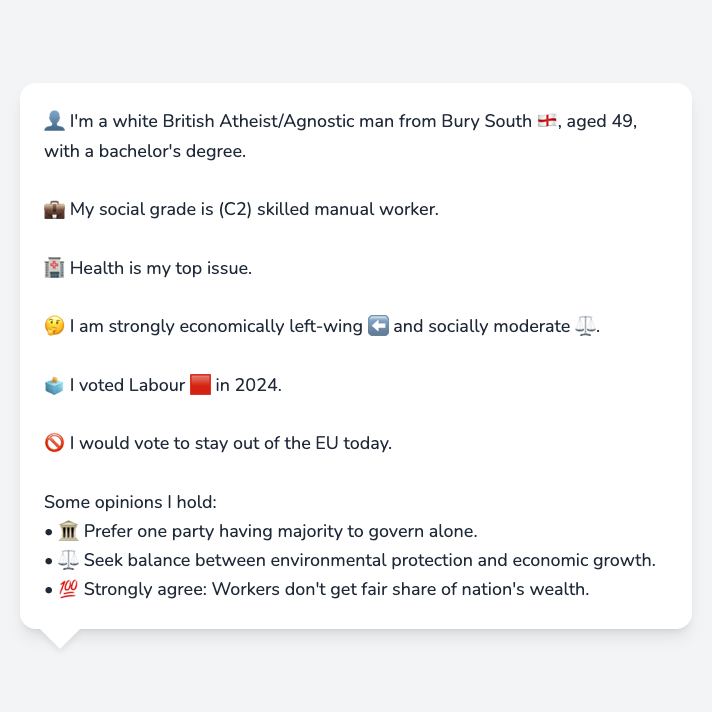 👤 I'm a white British Atheist/Agnostic man from Bury South 🏴󠁧󠁢󠁥󠁮󠁧󠁿, aged 49,
with a bachelor's degree.
💼 My social grade is (C2) skilled manual worker.
🏥 Health is my top issue.
🤔 I am strongly economically left-wing ⬅️ and socially moderate ⚖️.
🗳️ I voted Labour 🟥 in 2024.
🚫 I would vote to stay out of the EU today.
Some opinions I hold:
• 🏛️ Prefer one party having majority to govern alone.
• ⚖️ Seek balance between environmental protection and economic growth.
• 💯 Strongly agree: Workers don't get fair share of nation's wealth.